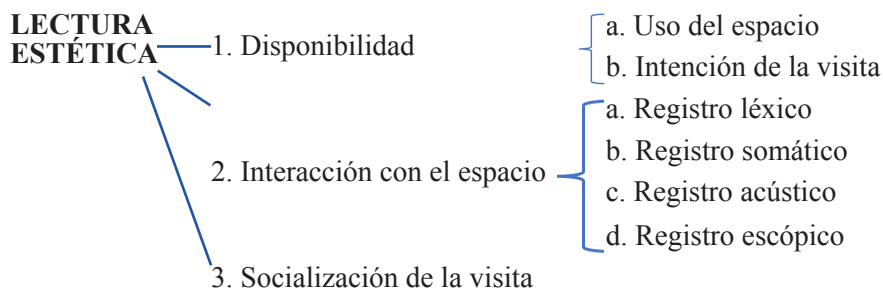 LECTURA
ESTÉTICA
1. Disponibilidad
a. Uso del espacio
b. Intención de la visita
2. Interacción con el espacio
a. Registro léxico
b. Registro somático
c. Registro acústico
d. Registro escópico
3. Socialización de la visita